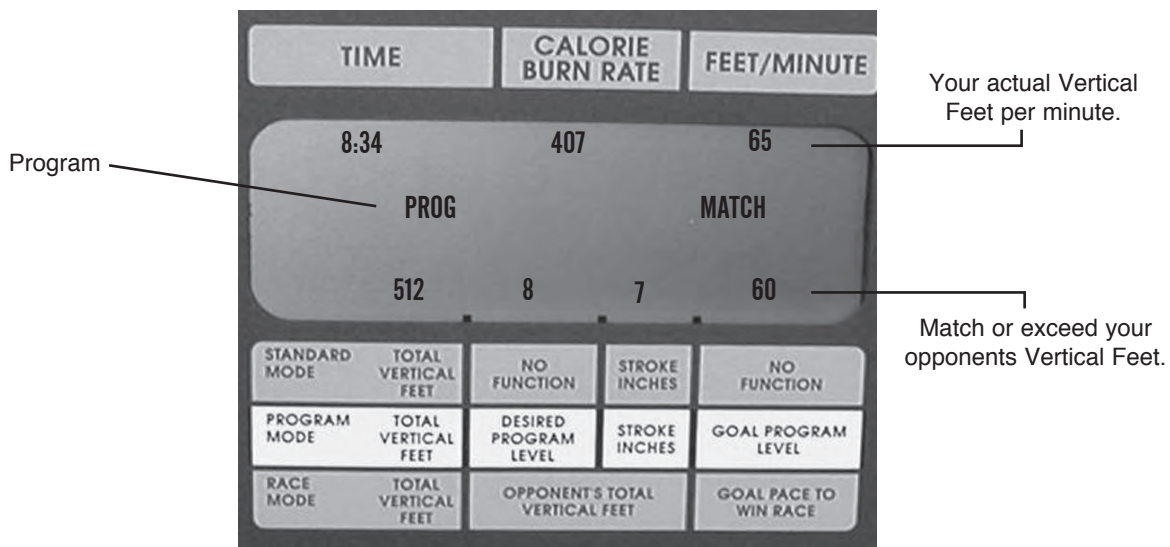 TIME
CALORIE
BURN RATE
FEET/MINUTE
Your actual Vertical
Feet per minute.
8:34
407
65
Program
PROG
MATCH
512
8
7
60
Match or exceed your
opponents Vertical Feet.
STANDARD
MODE
TOTAL
VERTICAL
FEET
NO
FUNCTION
STROKE
INCHES
NO
FUNCTION
PROGRAM
MODE
TOTAL
VERTICAL
FEET
DESIRED
PROGRAM
LEVEL
STROKE
INCHES
GOAL PROGRAM
LEVEL
RACE
MODE
TOTAL
VERTICAL
FEET
OPPONENT'S TOTAL
VERTICAL FEET
GOAL PACE TO
WIN RACE